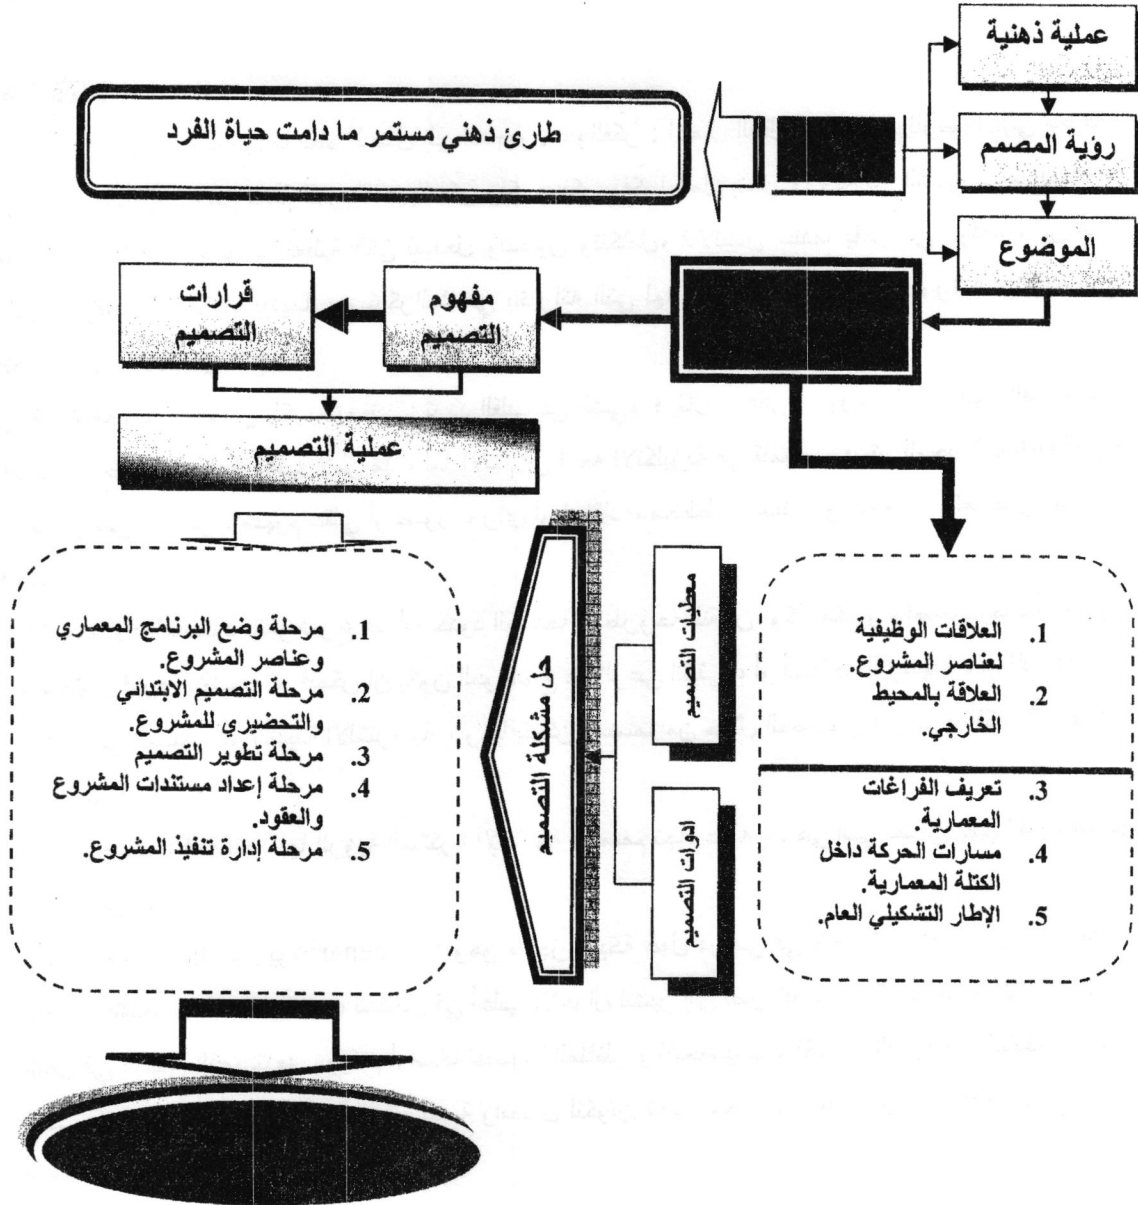 عملية ذهنية
رؤية المصمم
الموضوع
طارئ ذهني مستمر ما دامت حياة الفرد
مفهوم
التصميم
قرارات
التصميم
عملية التصميم
1. العلاقات الوظيفية
لعناصر المشروع.
2. العلاقة بالمحيط
الخارجي.
3. تعريف الفراغات
المعمارية.
4. مسارات الحركة داخل
الكتلة المعمارية.
5. الإطار التشكيلي العام.
معطيات التصميم
ادوات التصميم
حل مشكلة التصميم
1. مرحلة وضع البرنامج المعماري
وعناصر المشروع.
2. مرحلة التصميم الابتدائي
والتحضيري للمشروع.
3. مرحلة تطوير التصميم
4. مرحلة إعداد مستندات المشروع
والعقود.
5. مرحلة إدارة تنفيذ المشروع.